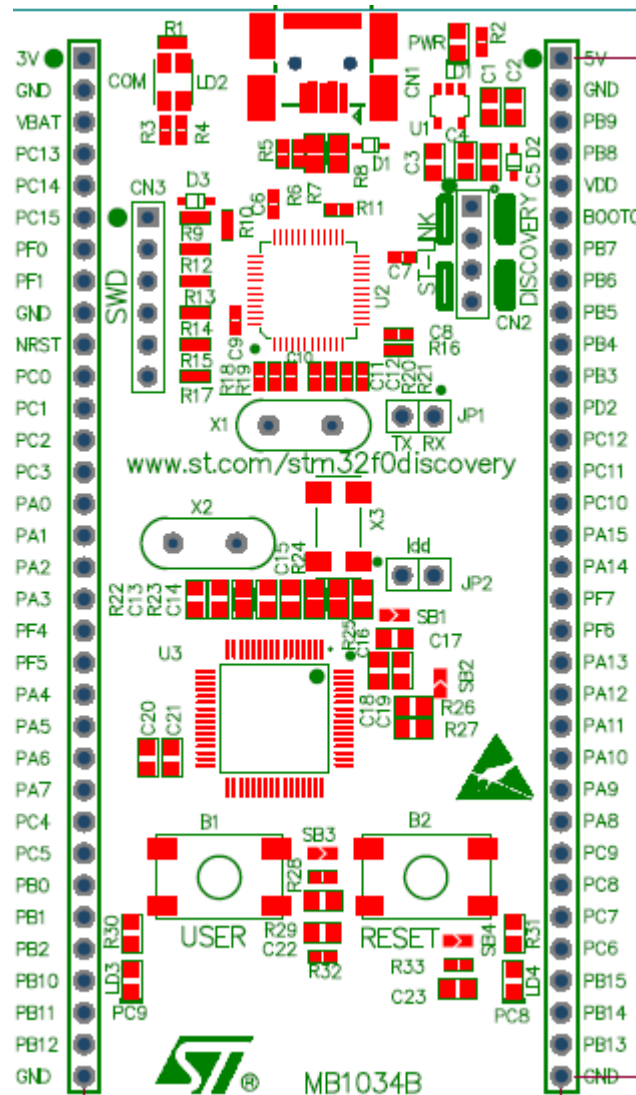 R1
PWR
R2
3V
5V
COM
LD2
CN1
D1
C1
C2
GND
GND
VBAT
R3
R4
U1
PB9
C4
PC13
R5
R6
R7
R8
D1
C3
C5
D2
PB8
PC14
CN3
D3
VDD
PC15
R9
R10
C6
R11
ST-LINK
DISCOVERY
BOOT0
PF0
R12
C7
PB7
PF1
SWD
R13
U2
PB6
GND
R14
C9
CN2
PB5
NRST
R15
C10
C8
R16
PB4
PC0
R17
R18
R19
C11
C12
R20
R21
PB3
PC1
X1
JP1
PD2
PC2
TX RX
PC12
PC3
www.st.com/stm32f0discovery
PC11
PA0
X2
X3
PC10
PA1
C15
R24
Idd
PA15
PA2
PA14
PA3
R22
C13
R23
C14
JP2
PF7
PF4
SB1
PF6
PF5
U3
R25
C16
C17
PA13
PA4
SB2
PA12
PA5
C20
C21
C18
C19
R26
R27
PA11
PA6
PA10
PA7
PA9
PC4
B1
B2
PA8
PC5
SB3
PC9
PB0
R28
PC8
PB1
R30
R29
R31
PC7
PB2
USER
C22
RESET
SB4
PC6
PB10
LD3
R32
R33
LD4
PB15
PB11
PC9
C23
PC8
PB14
PB12
PB13
GND
ST ®
MB1034B
GND